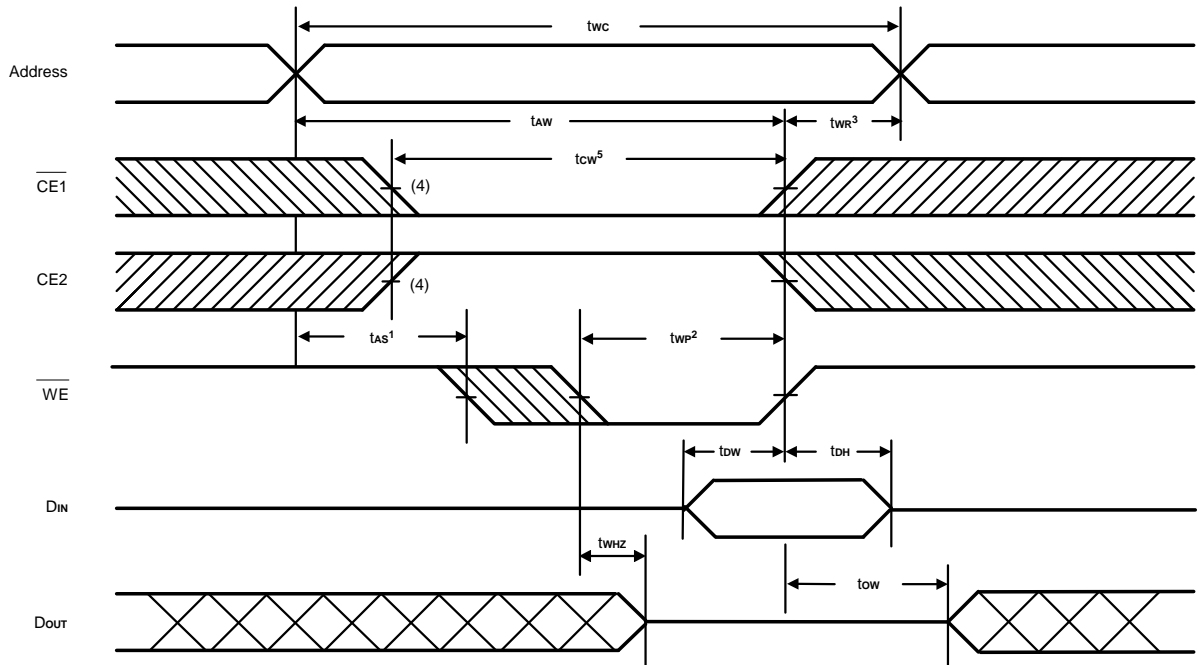 tWC
Address
tAW
tWR3
tCW5
CE1
(4)
CE2
(4)
tAS1
tWP2
WE
tDW
tDH
DIN
tWHZ
tOW
DOUT